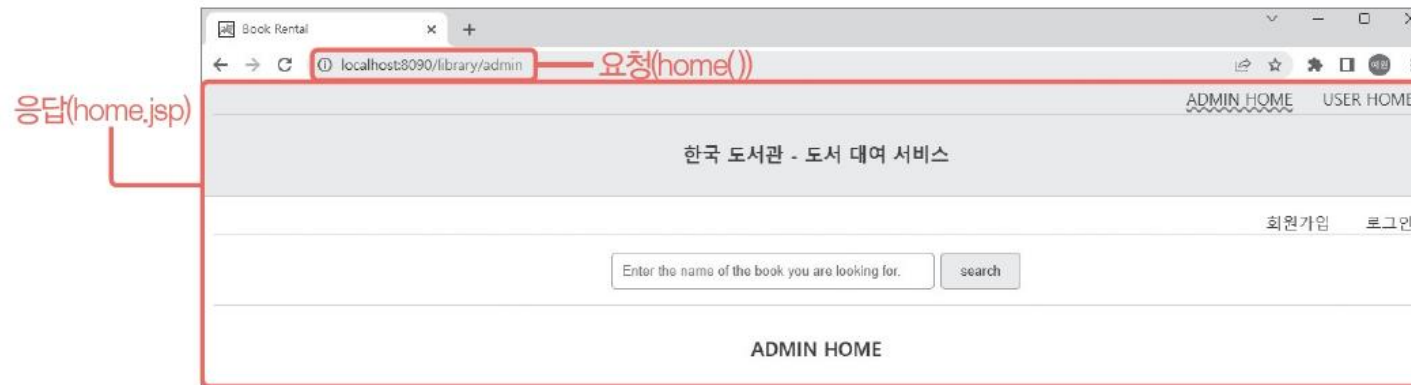 Book Rental
localhost:8090/library/admin
요청(home())
응답(home.jsp)
ADMIN HOME USER HOME
한국 도서관 - 도서 대여 서비스
회원가입 로그인
Enter the name of the book you are looking for. search
ADMIN HOME